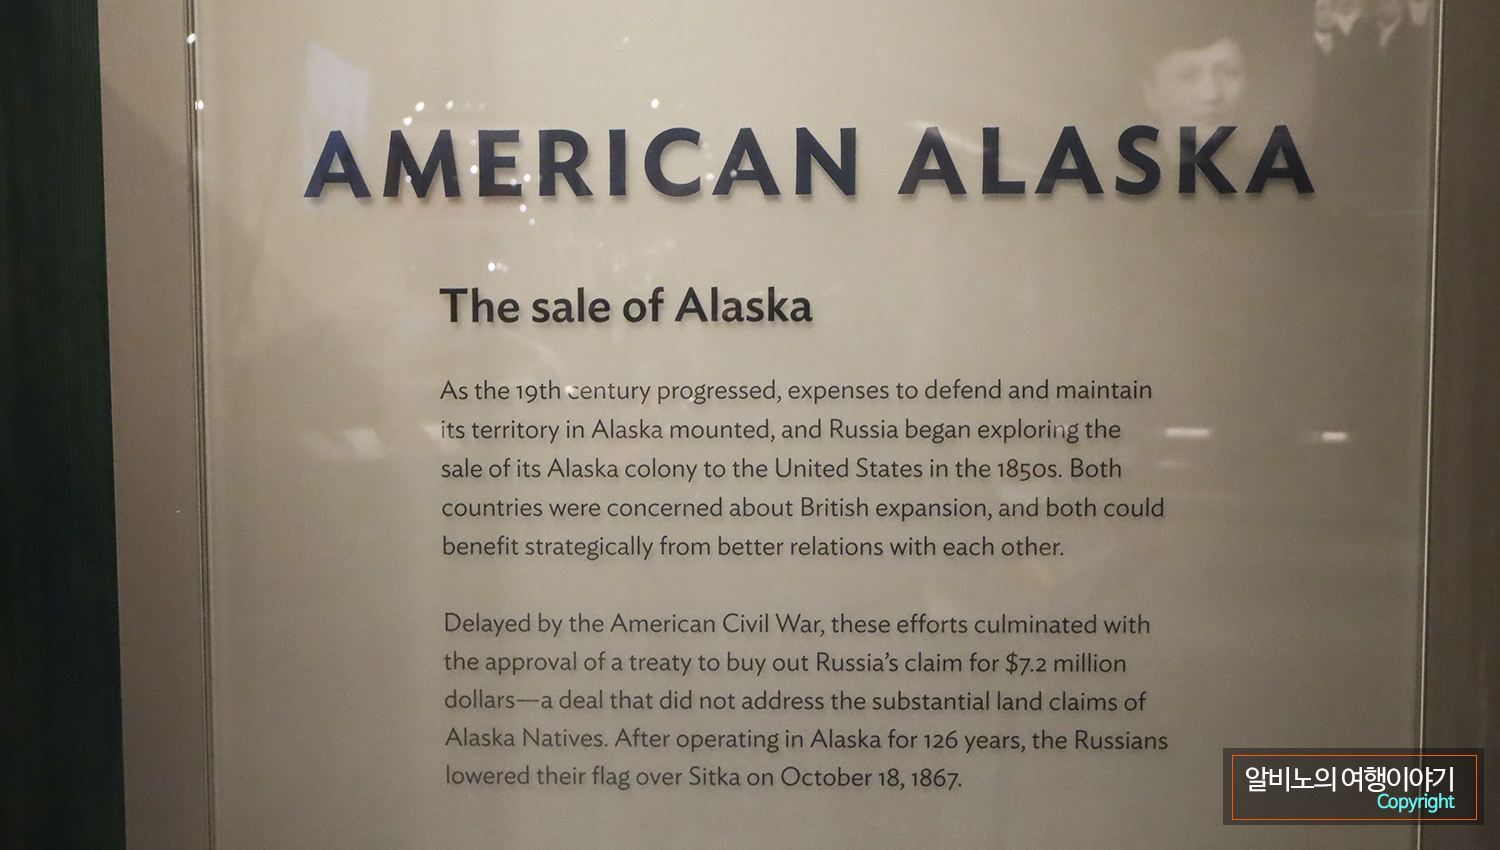 AMERICAN ALASKA
The sale of Alaska
As the 19th century progressed, expenses to defend and maintain
its territory in Alaska mounted, and Russia began exploring the
sale of its Alaska colony to the United States in the 1850s. Both
countries were concerned about British expansion, and both could
benefit strategically from better relations with each other.
Delayed by the American Civil War, these efforts culminated with
the approval of a treaty to buy out Russia’s claim for $7.2 million
dollars—a deal that did not address the substantial land claims of
Alaska Natives. After operating in Alaska for 126 years, the Russians
lowered their flag over Sitka on October 18, 1867.
알비노의 여행이야기
Copyright